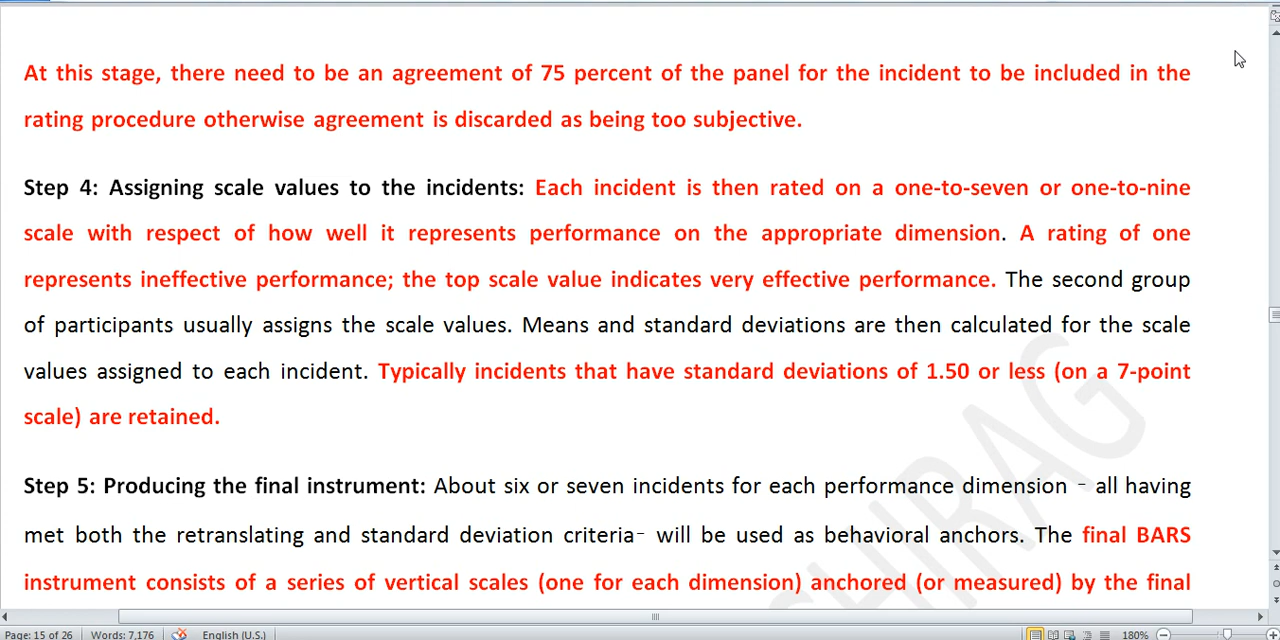 At this stage, there need to be an agreement of 75 percent of the panel for the incident to be included in the
rating procedure otherwise agreement is discarded as being too subjective.
Step 4: Assigning scale values to the incidents: Each incident is then rated on a one-to-seven or one-to-nine
scale with respect of how well it represents performance on the appropriate dimension. A rating of one
represents ineffective performance; the top scale value indicates very effective performance. The second group
of participants usually assigns the scale values. Means and standard deviations are then calculated for the scale
values assigned to each incident. Typically incidents that have standard deviations of 1.50 or less (on a 7-point
scale) are retained.
Step 5: Producing the final instrument: About six or seven incidents for each performance dimension – all having
met both the retranslating and standard deviation criteria– will be used as behavioral anchors. The final BARS
instrument consists of a series of vertical scales (one for each dimension) anchored (or measured) by the final
CHIRAG
Page: 15 of 26 Words: 7,176 English (U.S.) 180%